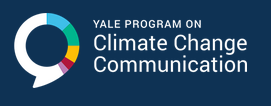 YALE PROGRAM ON
Climate Change
Communication